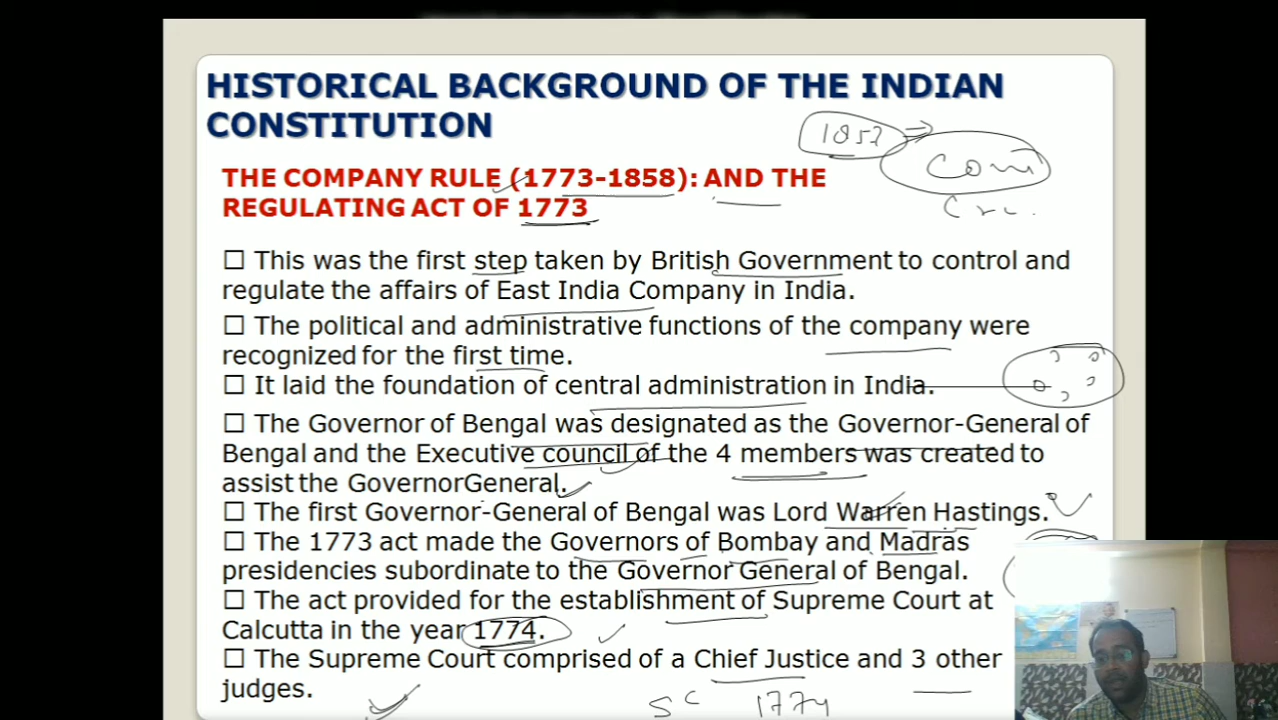 HISTORICAL BACKGROUND OF THE INDIAN
CONSTITUTION
1857 ⇒
THE COMPANY RULE (1773-1858): AND THE
REGULATING ACT OF 1773
☐ This was the first step taken by British Government to control and
regulate the affairs of East India Company in India.
☐ The political and administrative functions of the company were
recognized for the first time.
☐ It laid the foundation of central administration in India.
☐ The Governor of Bengal was designated as the Governor-General of
Bengal and the Executive council of the 4 members was created to
assist the GovernorGeneral.
☐ The first Governor-General of Bengal was Lord Warren Hastings.
☐ The 1773 act made the Governors of Bombay and Madras
presidencies subordinate to the Governor General of Bengal.
☐ The act provided for the establishment of Supreme Court at
Calcutta in the year 1774.
☐ The Supreme Court comprised of a Chief Justice and 3 other
judges.
SC 1774